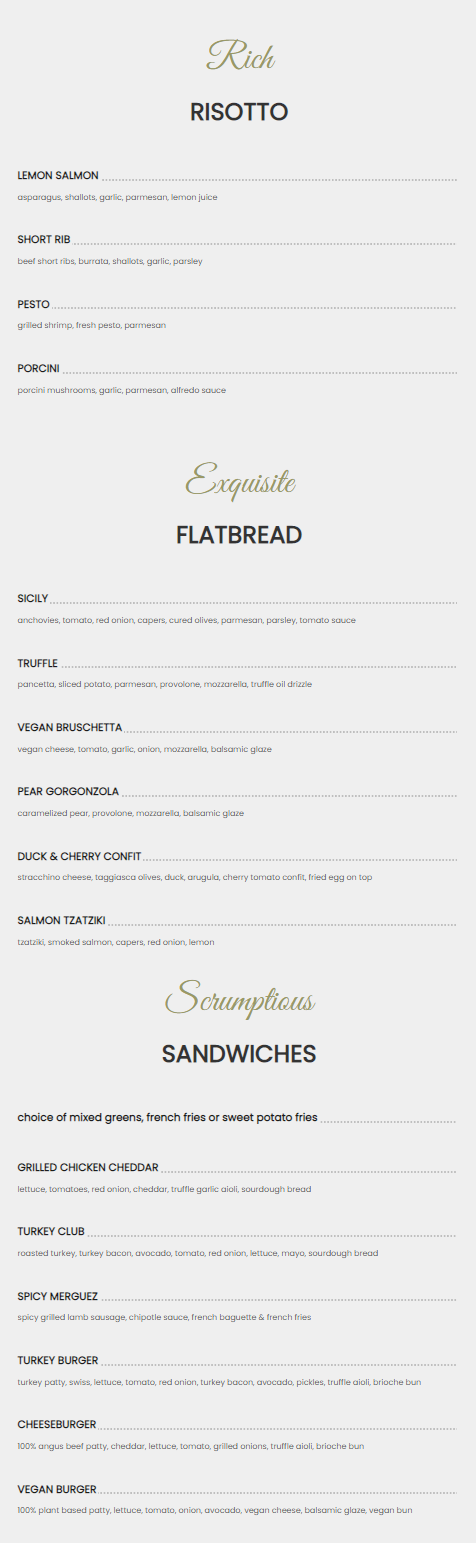 Rich
RISOTTO
LEMON SALMON
asparagus, shallots, garlic, parmesan, lemon juice
SHORT RIB
beef short ribs, burrata, shallots, garlic, parsley
PESTO
grilled shrimp, fresh pesto, parmesan
PORCINI
porcini mushrooms, garlic, parmesan, alfredo sauce
Exquisite
FLATBREAD
SICILY
anchovies, tomato, red onion, capers, cured olives, parmesan, parsley, tomato sauce
TRUFFLE
pancetta, sliced potato, parmesan, provolone, mozzarella, truffle oil drizzle
VEGAN BRUSCHETTA
vegan cheese, tomato, garlic, onion, mozzarella, balsamic glaze
PEAR GORGONZOLA
caramelized pear, provolone, mozzarella, balsamic glaze
DUCK & CHERRY CONFIT
stracchino cheese, taggiasca olives, duck, arugula, cherry tomato confit, fried egg on top
SALMON TZATZIKI
tzatziki, smoked salmon, capers, red onion, lemon
Scrumptious
SANDWICHES
choice of mixed greens, french fries or sweet potato fries
GRILLED CHICKEN CHEDDAR
lettuce, tomatoes, red onion, cheddar, truffle garlic aioli, sourdough bread
TURKEY CLUB
roasted turkey, turkey bacon, avocado, tomato, red onion, lettuce, mayo, sourdough bread
SPICY MERGUEZ
spicy grilled lamb sausage, chipotle sauce, french baguette & french fries
TURKEY BURGER
turkey patty, swiss, lettuce, tomato, red onion, turkey bacon, avocado, pickles, truffle aioli, brioche bun
CHEESEBURGER
100% angus beef patty, cheddar, lettuce, tomato, grilled onions, truffle aioli, brioche bun
VEGAN BURGER
100% plant based patty, lettuce, tomato, onion, avocado, vegan cheese, balsamic glaze, vegan bun